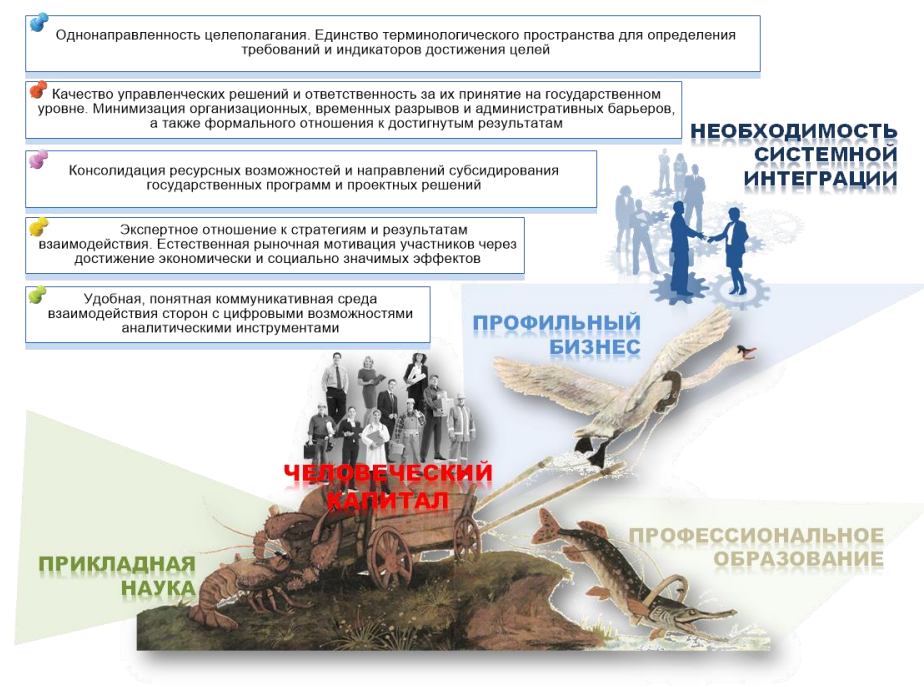 Однонаправленность целеполагания. Единство терминологического пространства для определения
требований и индикаторов достижения целей
Качество управленческих решений и ответственность за их принятие на государственном
уровне. Минимизация организационных, временных разрывов и административных барьеров,
а также формального отношения к достигнутым результатам
НЕОБХОДИМОСТЬ
СИСТЕМНОЙ
ИНТЕГРАЦИИ
Консолидация ресурсных возможностей и направлений субсидирования
государственных программ и проектных решений
Экспертное отношение к стратегиям и результатам
взаимодействия. Естественная рыночная мотивация участников через
достижение экономически и социально значимых эффектов
Удобная, понятная коммуникативная среда
взаимодействия сторон с цифровыми возможностями
аналитическими инструментами
ПРОФИЛЬНЫЙ
БИЗНЕС
ЧЕЛОВЕЧЕСКИЙ
КАПИТАЛ
ПРОФЕССИОНАЛЬНОЕ
ОБРАЗОВАНИЕ
ПРИКЛАДНАЯ
НАУКА